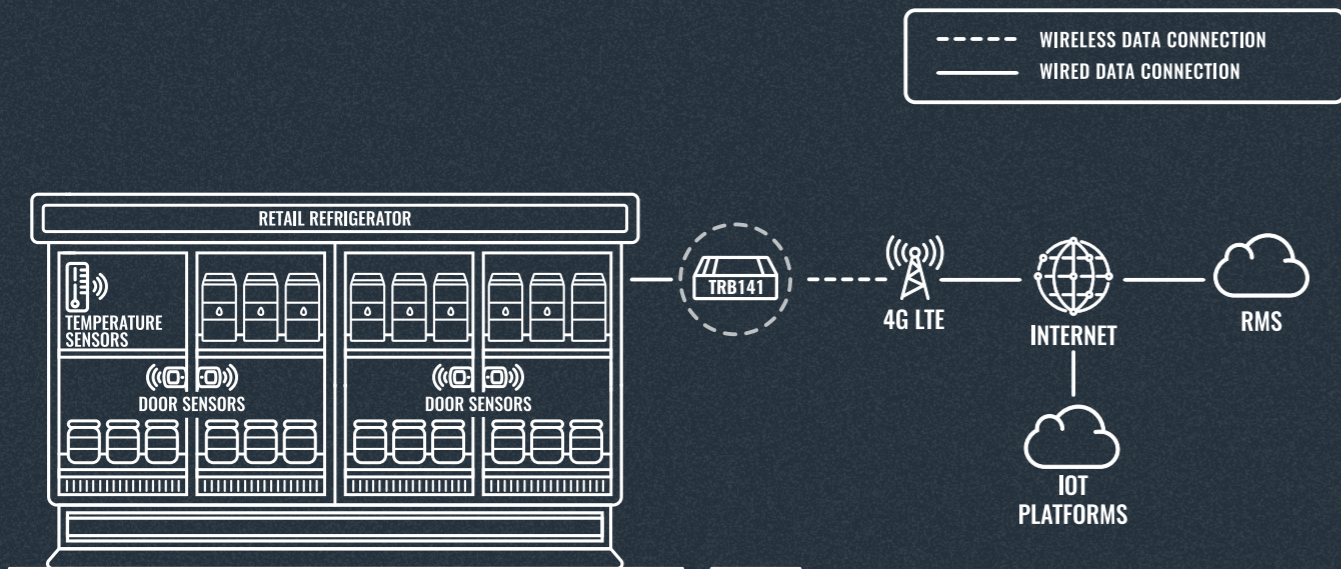 WIRELESS DATA CONNECTION
WIRED DATA CONNECTION
RETAIL REFRIGERATOR
TEMPERATURE
SENSORS
DOOR SENSORS
DOOR SENSORS
TRB141
4G LTE
INTERNET
RMS
IOT
PLATFORMS